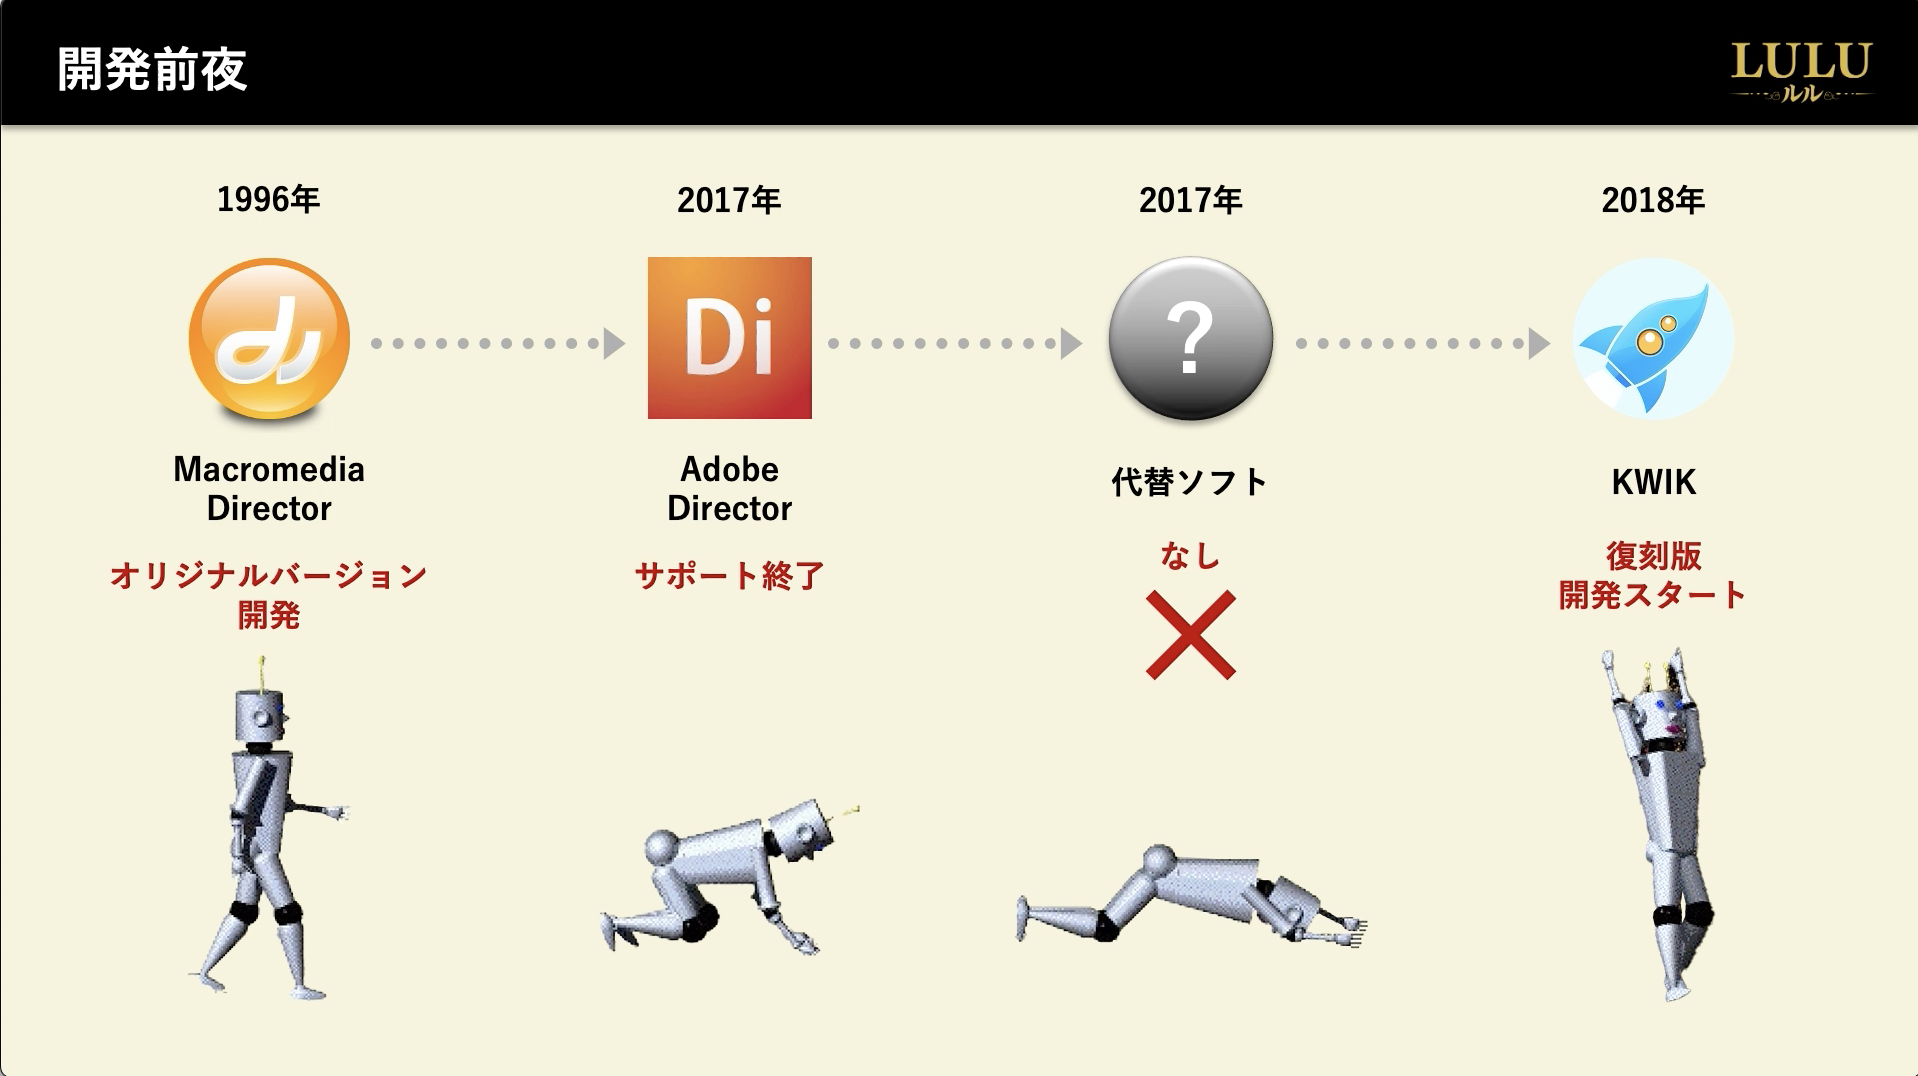 開発前夜
LULU
ルル
1996年
2017年
2017年
2018年
Di
?
Macromedia
Director
Adobe
Director
代替ソフト
KWIK
オリジナルバージョン
開発
サポート終了
なし
復刻版
開発スタート